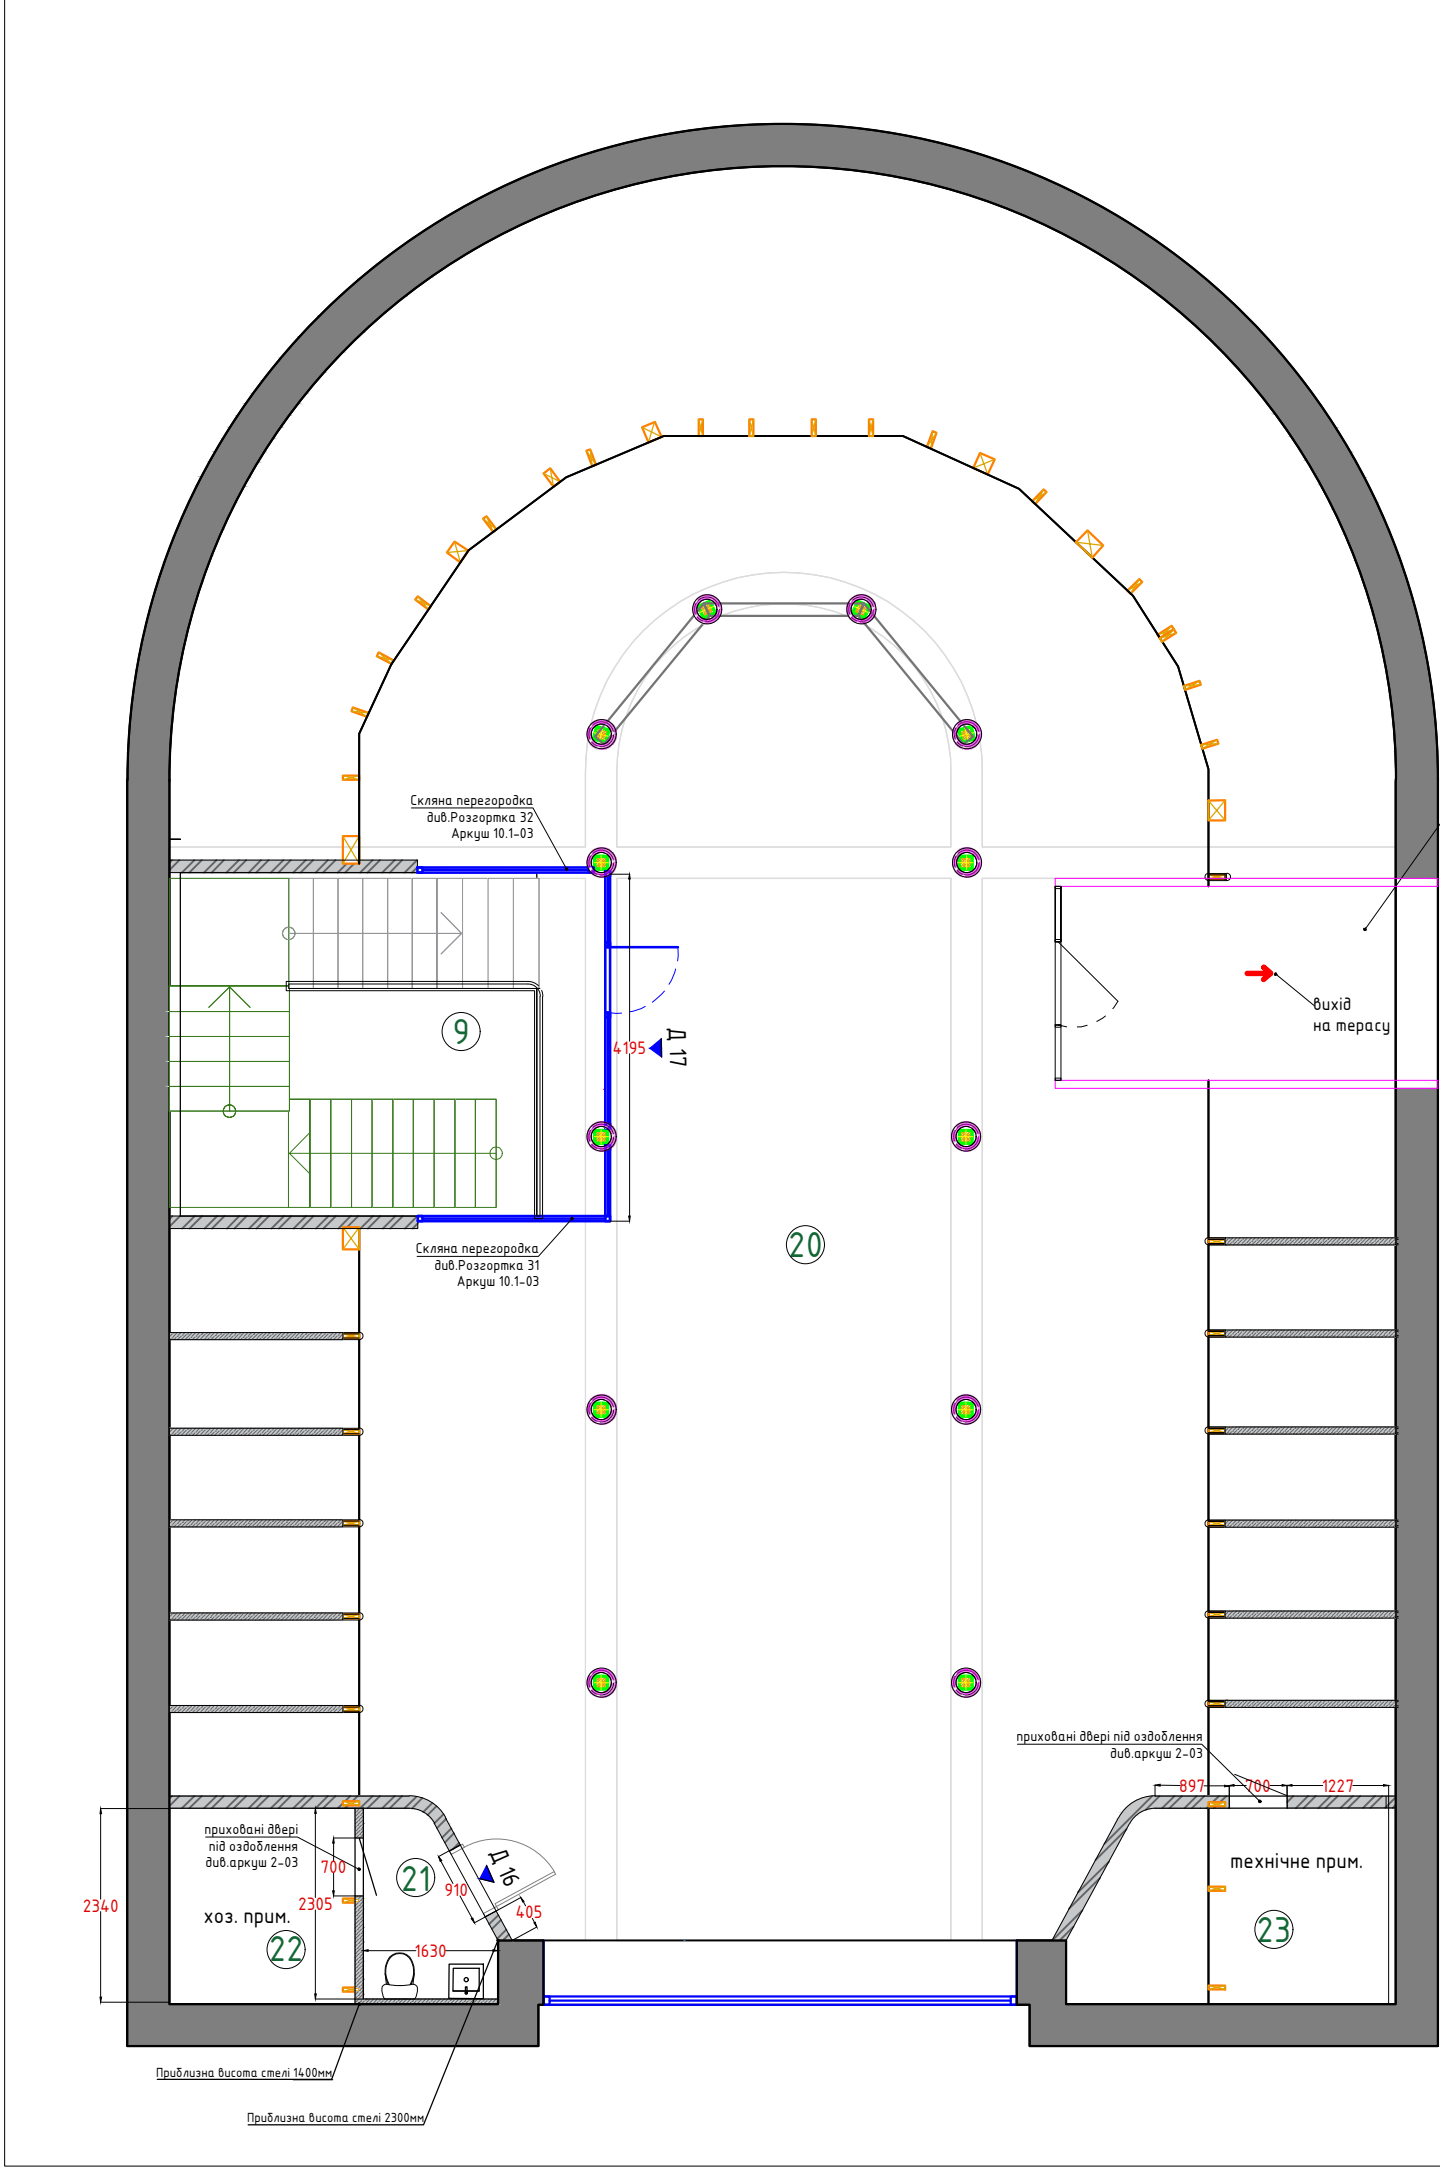 Скляна перегородка
див.Розгортка 32
Аркуш 10.1-03
9
4195
Д 17
вихід
на терасу
20
Скляна перегородка
див.Розгортка 31
Аркуш 10.1-03
приховані двері під оздоблення
див.аркуш 2-03
897
700
1227
приховані двері
під оздоблення
див.аркуш 2-03
700
21
910
Д 16
405
2305
2340
хоз. прим.
22
1630
технічне прим.
23
Приблизна висота стелі 1400мм
Приблизна висота стелі 2300мм